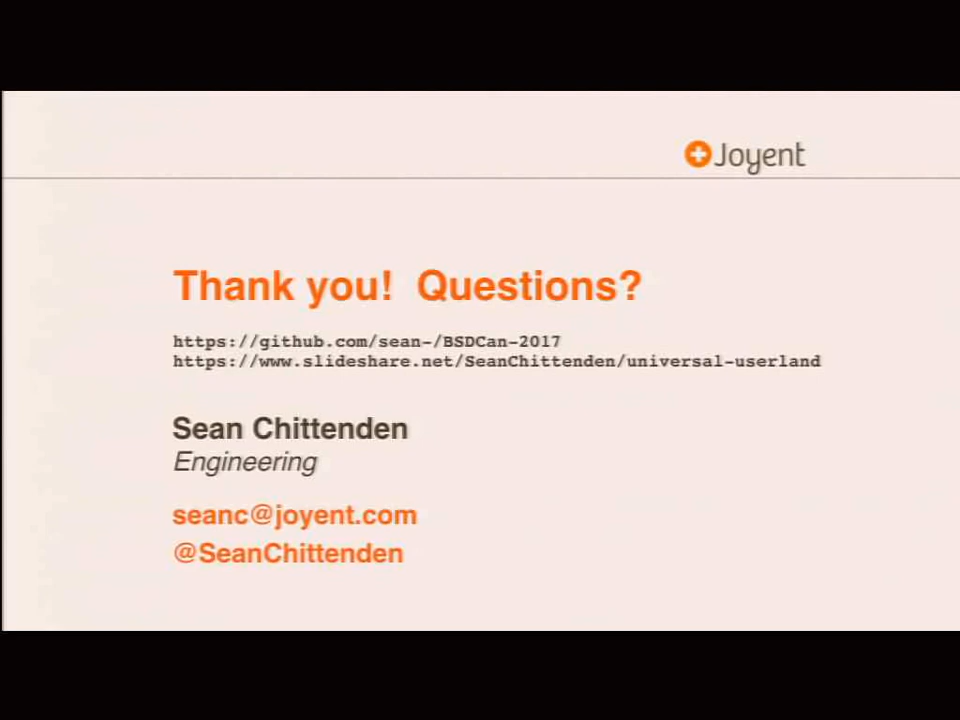 Joyent
Thank you! Questions?
https://github.com/sean-/BSDCan-2017
https://www.slideshare.net/SeanChittenden/universal-userland
Sean Chittenden
Engineering
seanc@joyent.com
@SeanChittenden